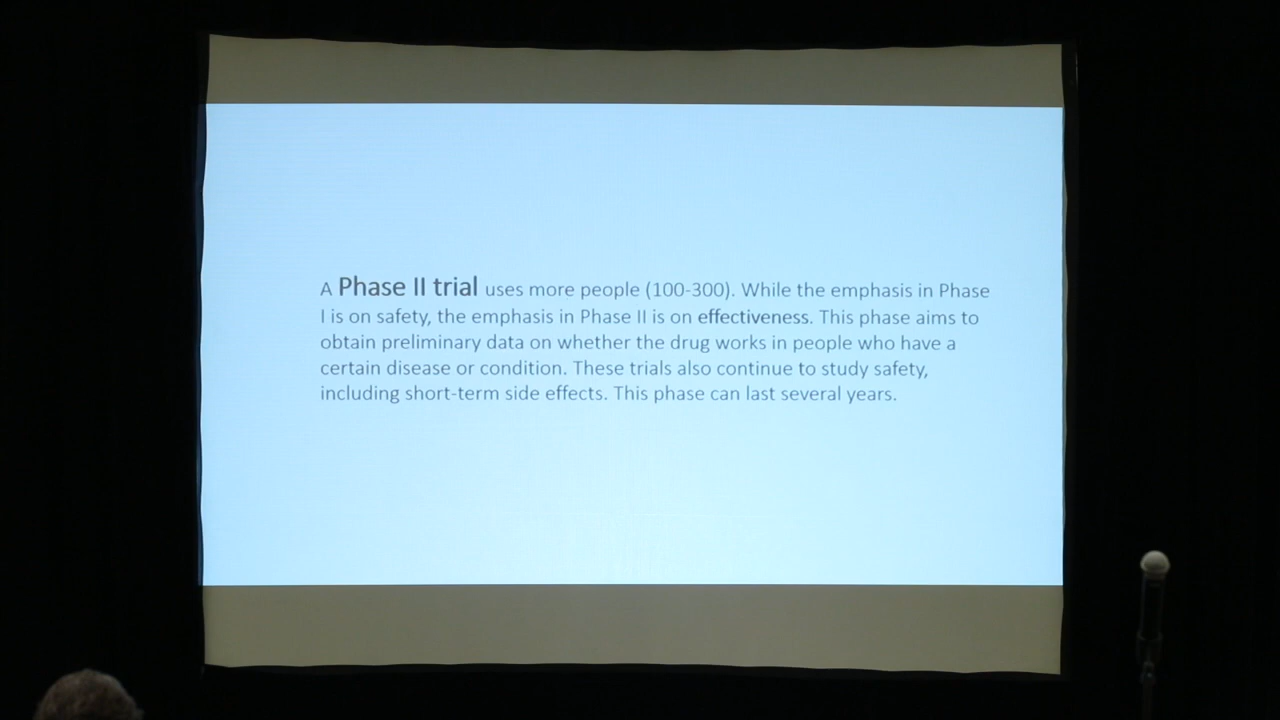 A Phase II trial uses more people (100-300). While the emphasis in Phase
I is on safety, the emphasis in Phase II is on effectiveness. This phase aims to
obtain preliminary data on whether the drug works in people who have a
certain disease or condition. These trials also continue to study safety,
including short-term side effects. This phase can last several years.